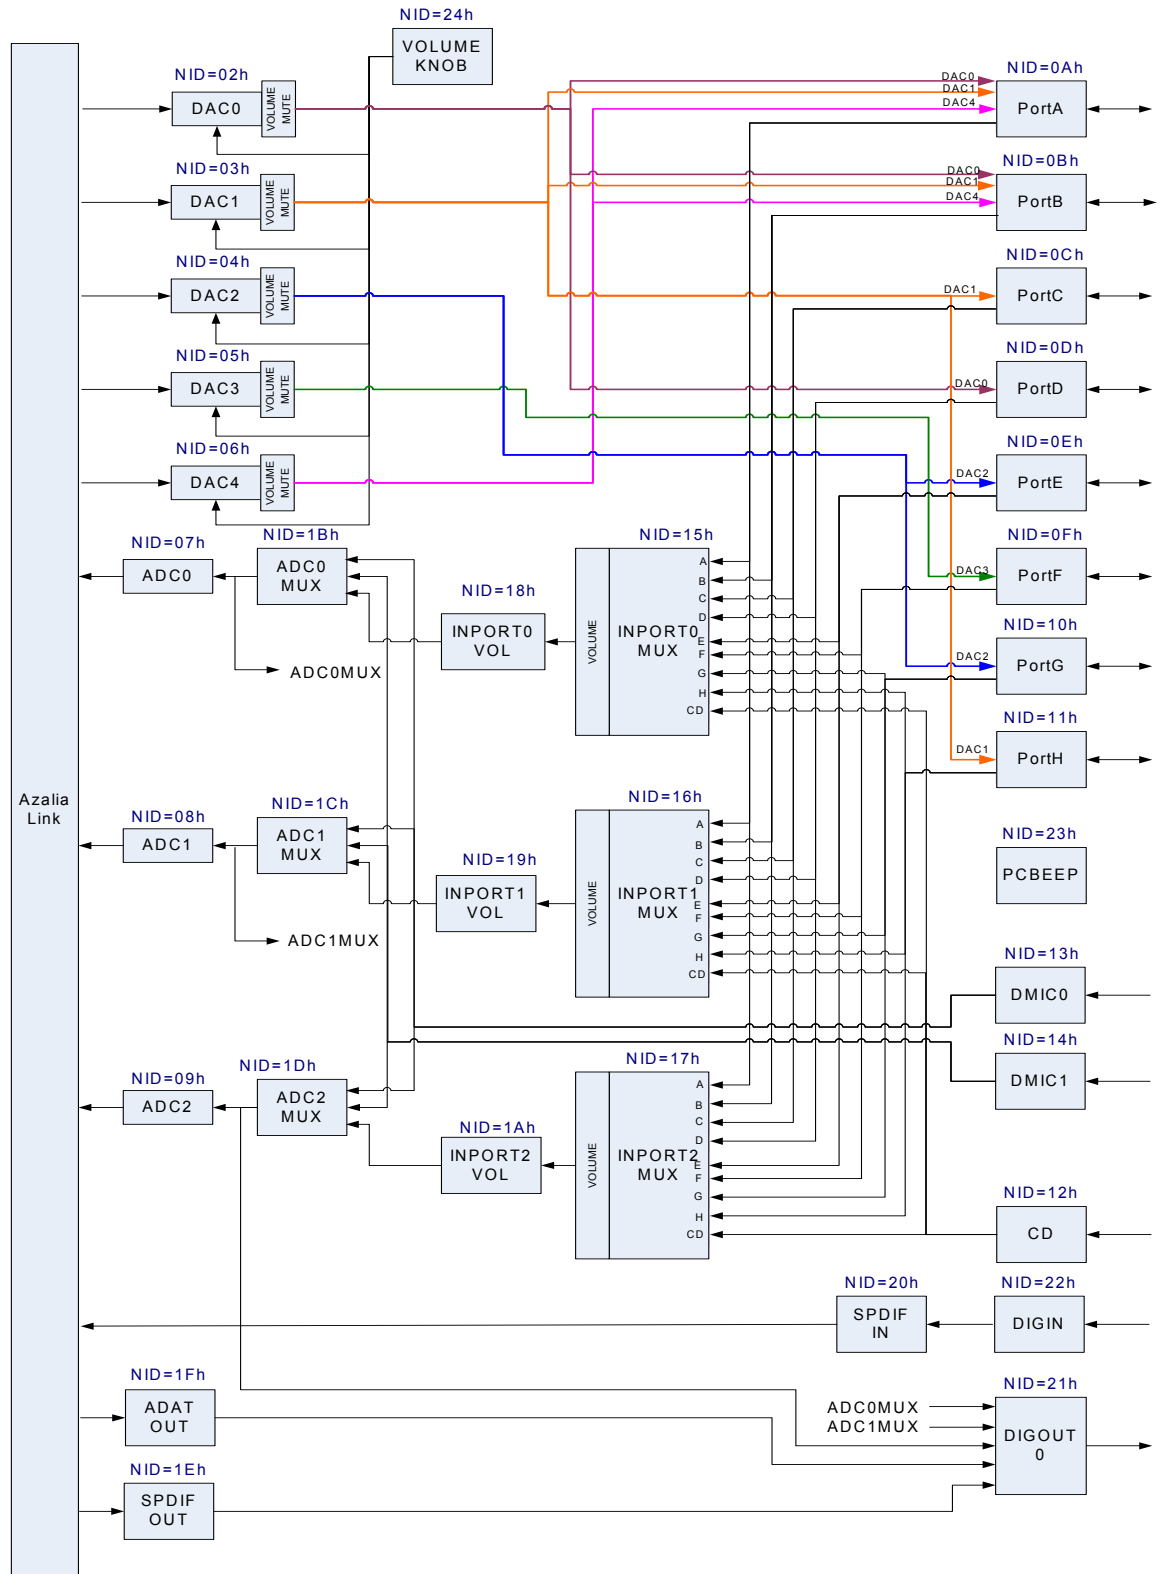 NID=24h
VOLUME
KNOB
NID=02h
DAC0
VOLUME
MUTE
NID=03h
DAC1
VOLUME
MUTE
NID=04h
DAC2
VOLUME
MUTE
NID=05h
DAC3
VOLUME
MUTE
NID=06h
DAC4
VOLUME
MUTE
DAC0
DAC1
DAC4
NID=0Ah
PortA
DAC0
DAC1
DAC4
NID=0Bh
PortB
DAC1
NID=0Ch
PortC
DAC0
NID=0Dh
PortD
DAC2
NID=0Eh
PortE
DAC3
NID=0Fh
PortF
DAC2
NID=10h
PortG
DAC1
NID=11h
PortH
NID=07h
ADC0
NID=1Bh
ADC0
MUX
ADC0MUX
NID=18h
INPORT0
VOL
NID=15h
VOLUME
INPORT0
MUX
A
B
C
D
E
F
G
H
CD
Azalia
Link
NID=08h
ADC1
NID=1Ch
ADC1
MUX
ADC1MUX
NID=19h
INPORT1
VOL
NID=16h
VOLUME
INPORT1
MUX
A
B
C
D
E
F
G
H
CD
NID=23h
PCBEEP
NID=13h
DMIC0
NID=14h
DMIC1
NID=09h
ADC2
NID=1Dh
ADC2
MUX
NID=1Ah
INPORT2
VOL
NID=17h
VOLUME
INPORT2
MUX
A
B
C
D
E
F
G
H
CD
NID=12h
CD
NID=20h
SPDIF
IN
NID=22h
DIGIN
NID=1Fh
ADAT
OUT
NID=1Eh
SPDIF
OUT
ADC0MUX
ADC1MUX
NID=21h
DIGOUT
0